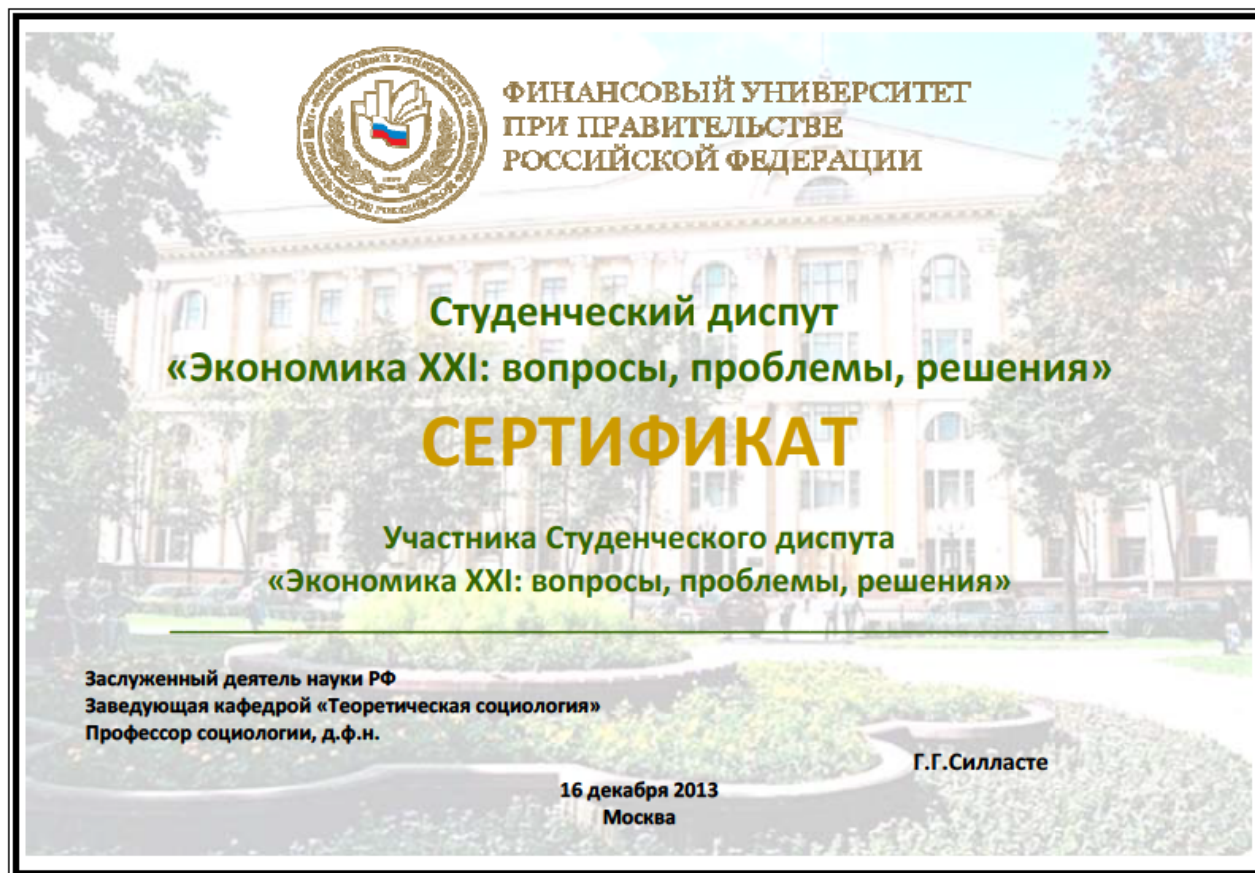 ФИНАНСОВЫЙ УНИВЕРСИТЕТ
ПРИ ПРАВИТЕЛЬСТВЕ
РОССИЙСКОЙ ФЕДЕРАЦИИ
Студенческий диспут
«Экономика XXI: вопросы, проблемы, решения»
СЕРТИФИКАТ
Участника Студенческого диспута
«Экономика XXI: вопросы, проблемы, решения»
Заслуженный деятель науки РФ
Заведующая кафедрой «Теоретическая социология»
Профессор социологии, д.ф.н.
Г.Г.Силласте
16 декабря 2013
Москва